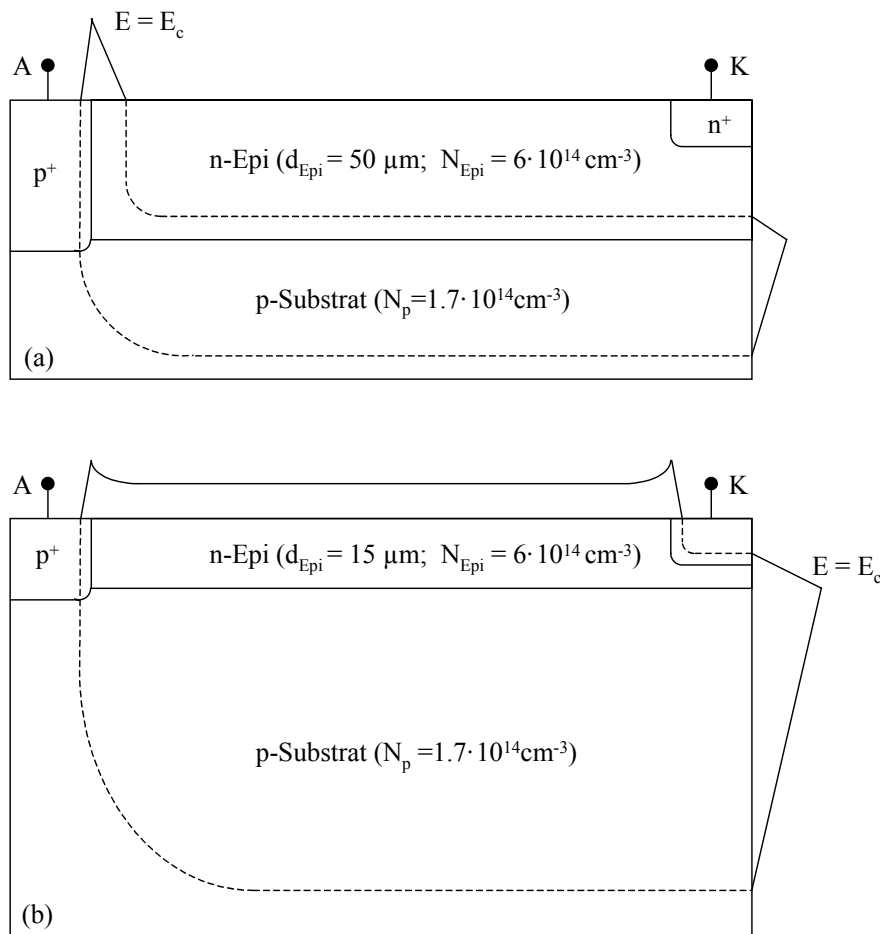 E = E_c
A
K
n⁺
p⁺
n-Epi (d_Epi = 50 µm; N_Epi = 6·10¹⁴ cm⁻³)
p-Substrat (N_p=1.7·10¹⁴cm⁻³)
(a)
A
K
p⁺
n-Epi (d_Epi = 15 µm; N_Epi = 6·10¹⁴ cm⁻³)
E = E_c
p-Substrat (N_p =1.7·10¹⁴cm⁻³)
(b)